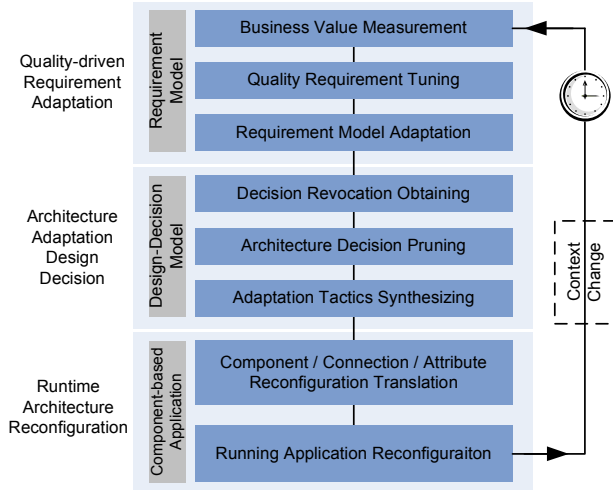 Quality-driven
Requirement
Adaptation
Requirement
Model
Business Value Measurement
Quality Requirement Tuning
Requirement Model Adaptation
Architecture
Adaptation
Design
Decision
Design-Decision
Model
Decision Revocation Obtaining
Architecture Decision Pruning
Adaptation Tactics Synthesizing
Runtime
Architecture
Reconfiguration
Component-based
Application
Component / Connection / Attribute
Reconfiguration Translation
Running Application Reconfiguraiton
Context
Change